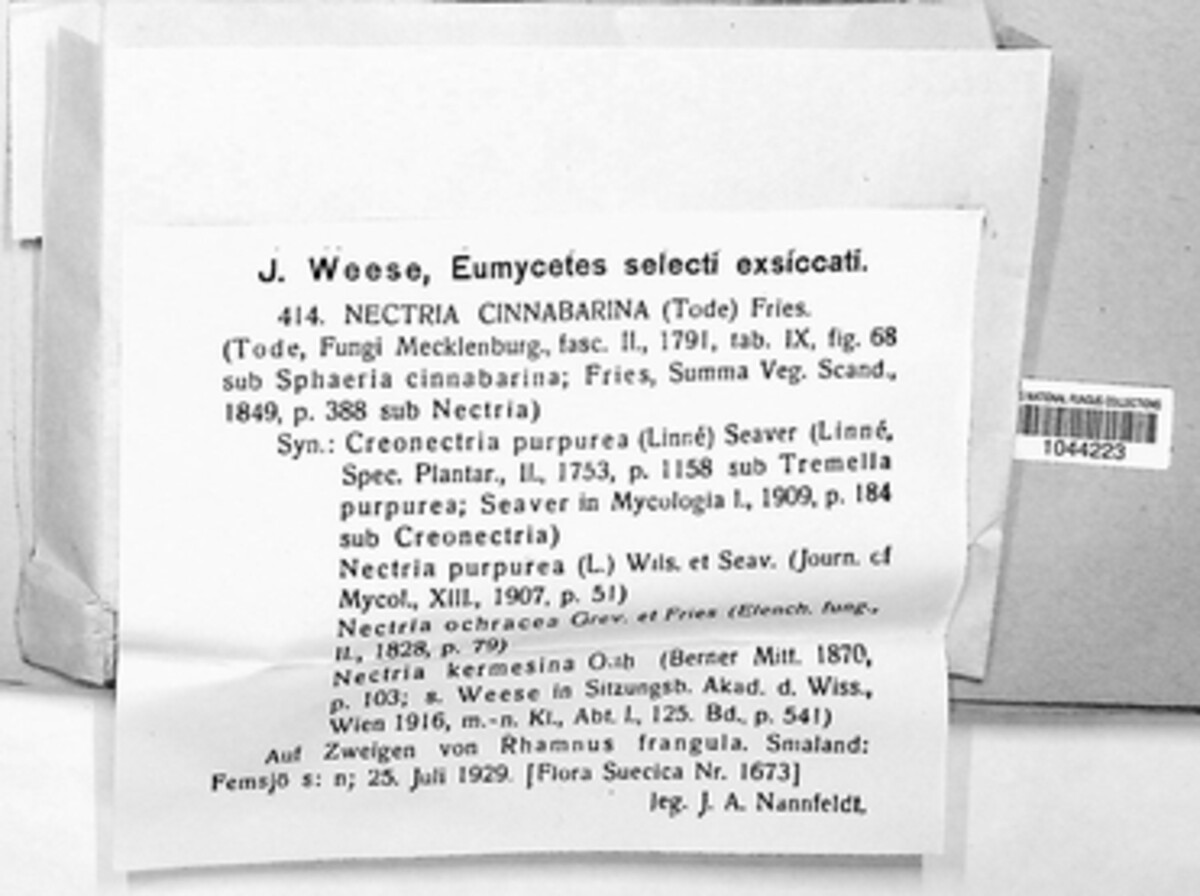 J. Weese, Eumycetes selecti exsiccati.
414. NECTRIA CINNABARINA (Tode) Fries.
(Tode, Fungi Mecklenburg., fasc. II., 1791, tab. IX, fig. 68
sub Sphaeria cinnabarina; Fries, Summa Veg. Scand.,
1849, p. 388 sub Nectria)
Syn.: Creonectria purpurea (Linné) Seaver (Linné,
Spec. Plantar., II., 1753, p. 1158 sub Tremella
purpurea; Seaver in Mycologia I., 1909, p. 184
sub Creonectria)
Nectria purpurea (L.) Wils. et Seav. (Journ. of
Mycol., XIII., 1907, p. 51)
Nectria ochracea Grev. et Fries (Elench. fung.,
II., 1828, p. 79)
Nectria kermesina (Berner Mitt. 1870,
p. 103; s. Weese in Sitzungsb. Akad. d. Wiss.,
Wien 1916, m.-n. Kl., Abt. I., 125. Bd., p. 541)
Auf Zweigen von Rhamnus frangula. Smaland:
Femsjö s: n; 25. Juli 1929. [Flora Suecica Nr. 1673]
leg. J. A. Nannfeldt.
NATIONAL FUNGUS COLLECTIONS
1044223